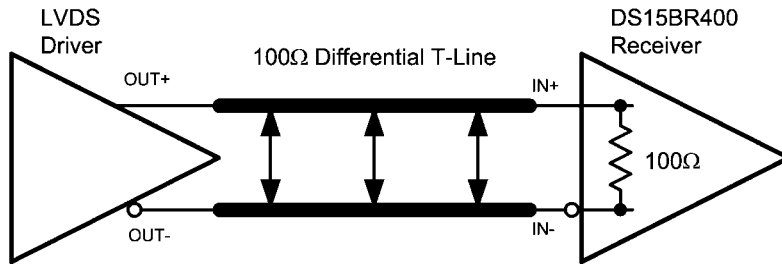 LVDS
Driver
DS15BR400
Receiver
100Ω Differential T-Line
OUT+
IN+
100Ω
OUT-
IN-